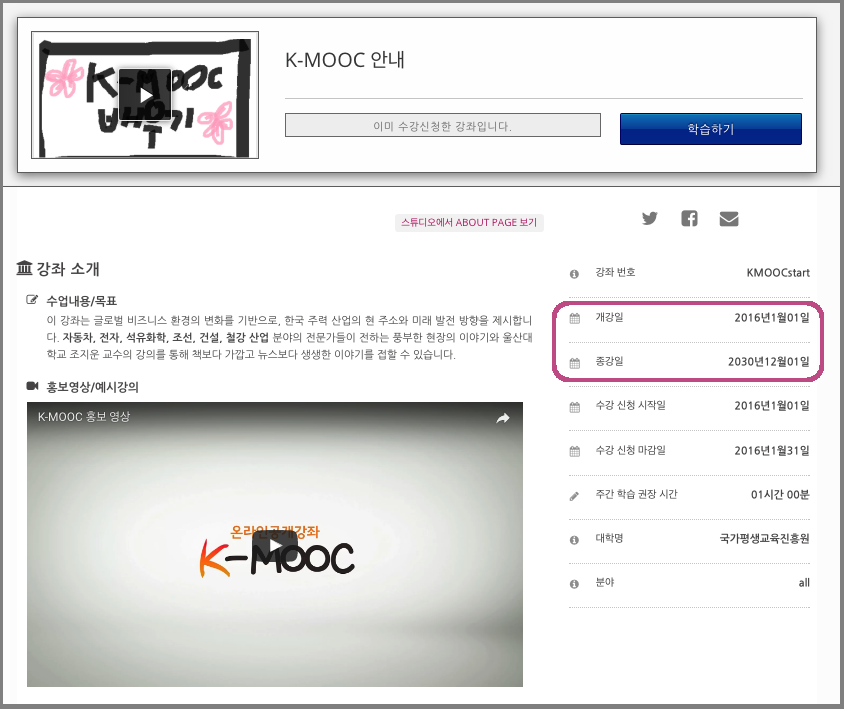 K-MOOC
배우기
K-MOOC 안내
이미 수강신청한 강좌입니다.
학습하기
스튜디오에서 ABOUT PAGE 보기
강좌 소개
수업내용/목표
이 강좌는 글로벌 비즈니스 환경의 변화를 기반으로, 한국 주력 산업의 현 주소와 미래 발전 방향을 제시합니
다. 자동차, 전자, 석유화학, 조선, 건설, 철강 산업 분야의 전문가들이 전하는 풍부한 현장의 이야기와 울산대
학교 조지운 교수의 강의를 통해 책보다 가깝고 뉴스보다 생생한 이야기를 접할 수 있습니다.
홍보영상/예시강의
K-MOOC 홍보 영상
온라인공개강좌
K-MOOC
강좌 번호 KMOOCstart
개강일 2016년1월01일
종강일 2030년12월01일
수강 신청 시작일 2016년1월01일
수강 신청 마감일 2016년1월31일
주간 학습 권장 시간 01시간 00분
대학명 국가평생교육진흥원
분야 all